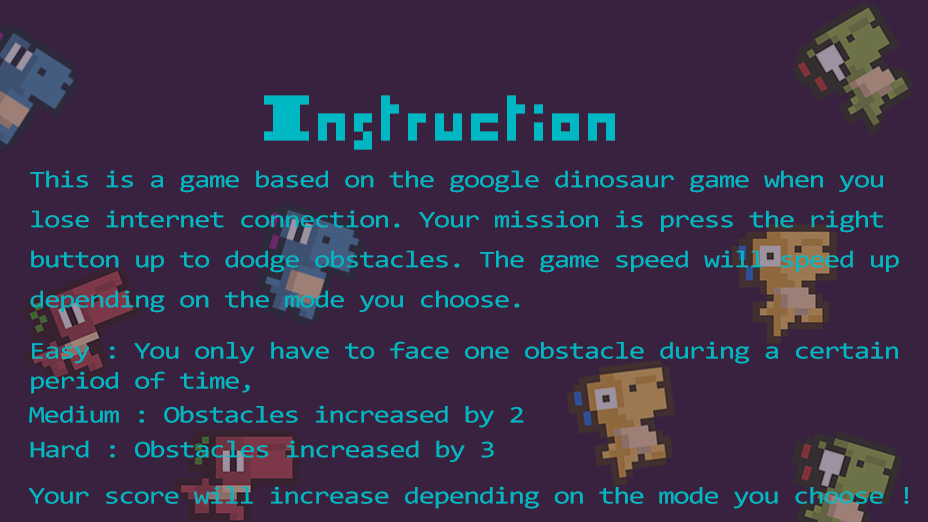 Instruction
This is a game based on the google dinosaur game when you
lose internet connection. Your mission is press the right
button up to dodge obstacles. The game speed will speed up
depending on the mode you choose.
Easy : You only have to face one obstacle during a certain
period of time,
Medium : Obstacles increased by 2
Hard : Obstacles increased by 3
Your score will increase depending on the mode you choose !